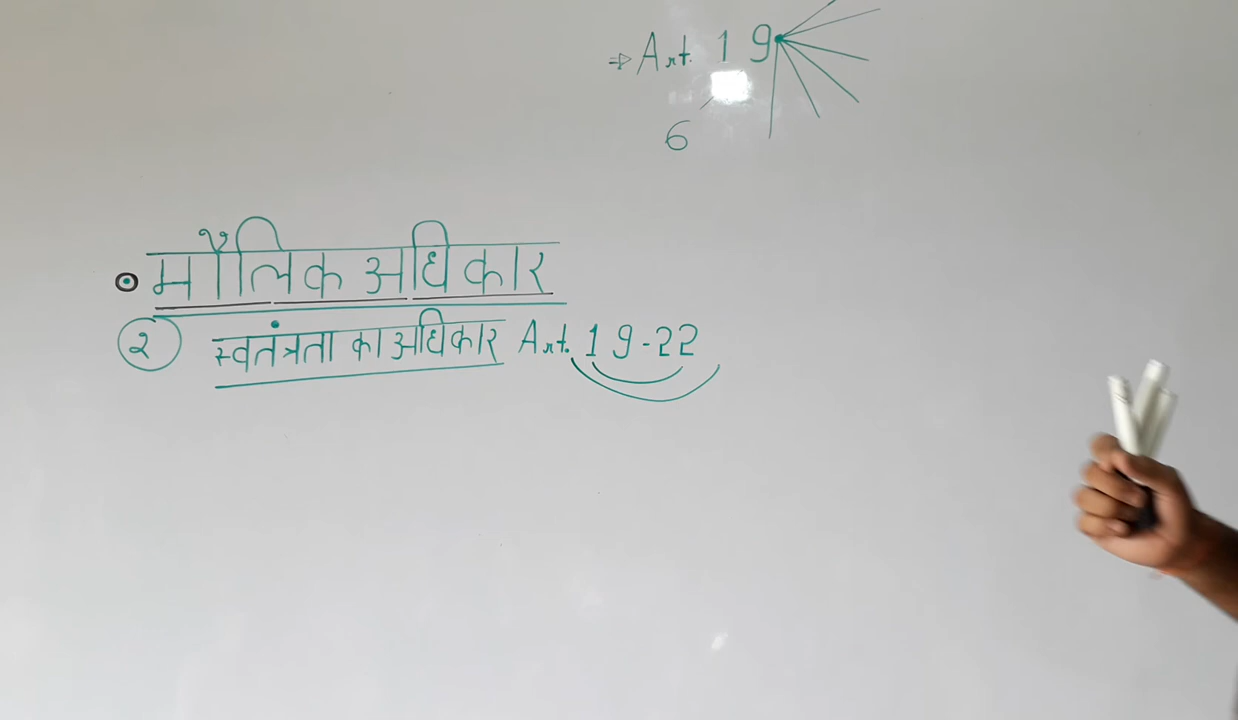 ⇒ Art. 19
6
मौलिक अधिकार
२ स्वतंत्रता का अधिकार Art. 19-22